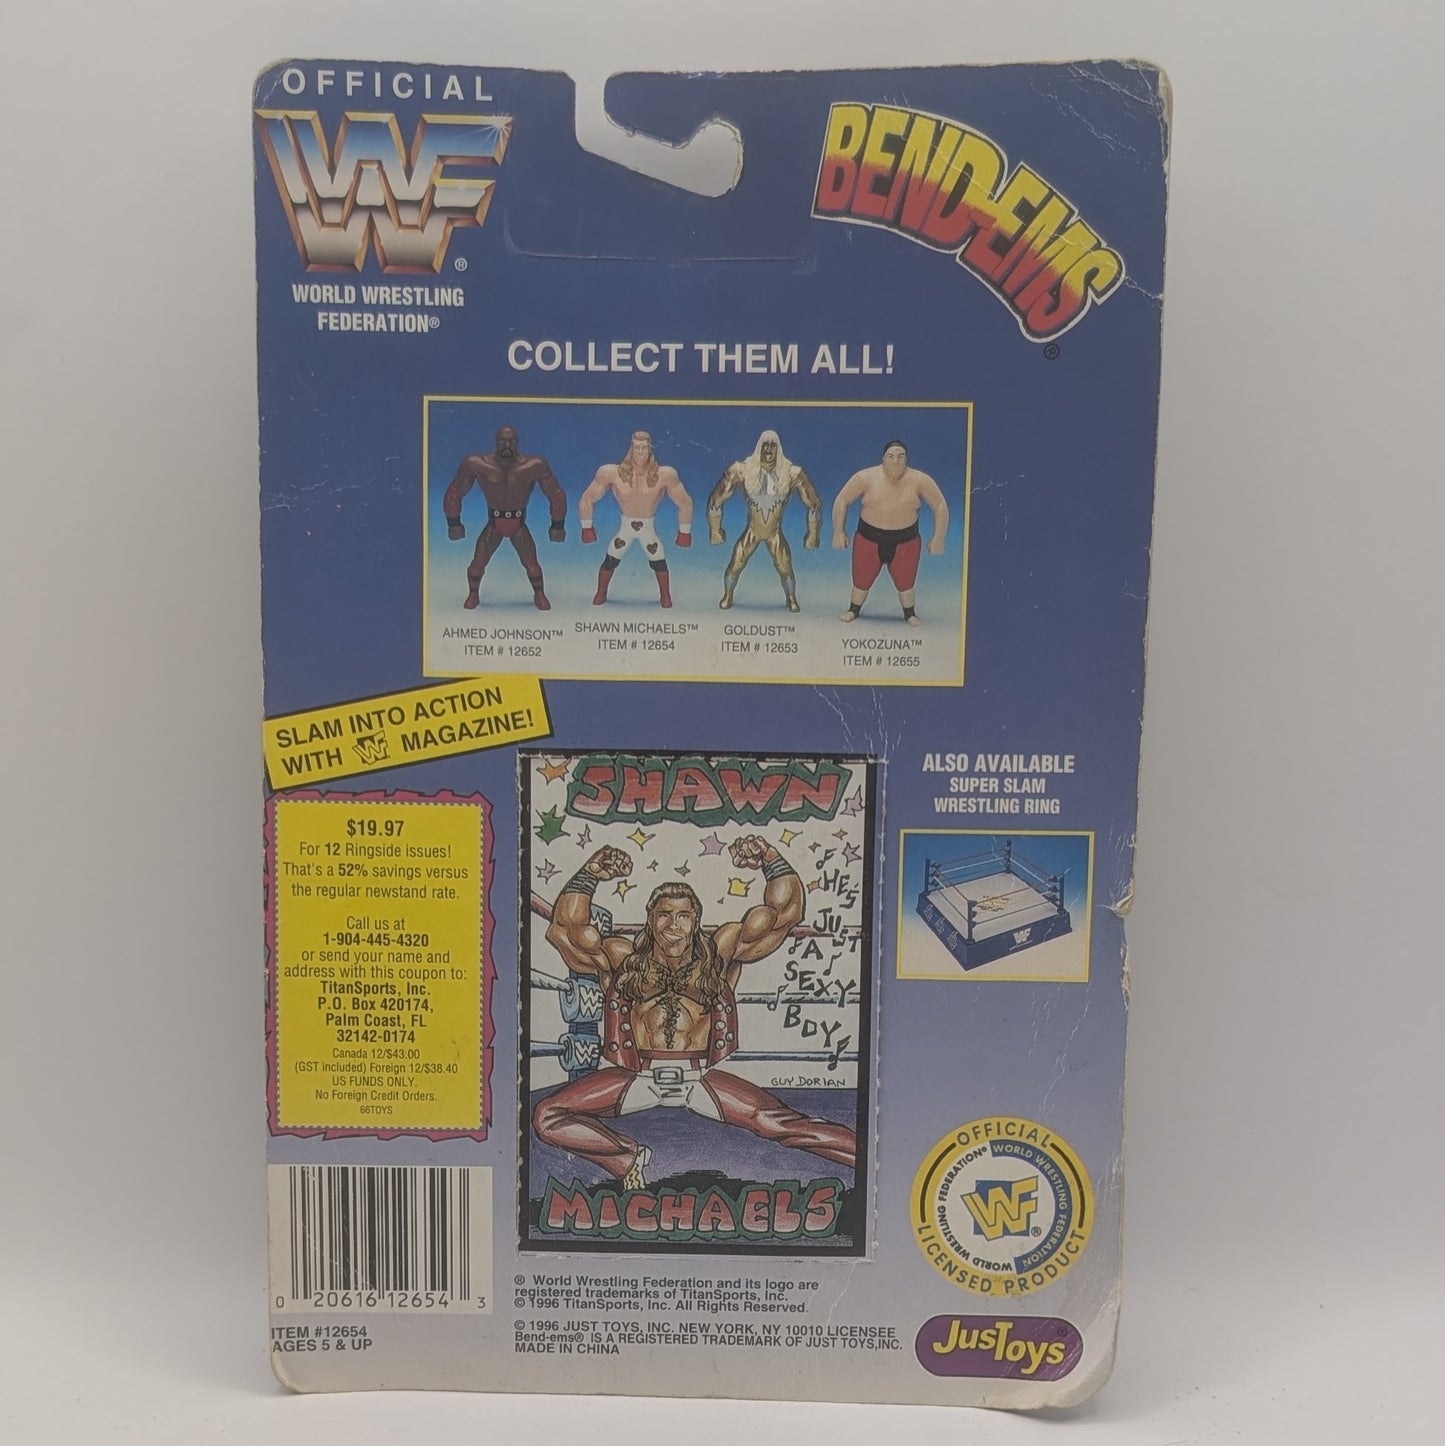 OFFICIAL
WF
®
WORLD WRESTLING
FEDERATION®
BEND-EMS
®
COLLECT THEM ALL!
AHMED JOHNSON™
ITEM # 12652
SHAWN MICHAELS™
ITEM # 12654
GOLDUST™
ITEM # 12653
YOKOZUNA™
ITEM # 12655
SLAM INTO ACTION
WITH WF MAGAZINE!
$19.97
For 12 Ringside issues!
That's a 52% savings versus
the regular newstand rate.
Call us at
1-904-445-4320
or send your name and
address with this coupon to:
TitanSports, Inc.
P.O. Box 420174,
Palm Coast, FL
32142-0174
Canada 12/$43.00
(GST included) Foreign 12/$38.40
US FUNDS ONLY.
No Foreign Credit Orders.
66TOYS
0 20616 12654 3
ITEM #12654
AGES 5 & UP
SHAWN
HE'S
JUST
A
SEXY
BOY
WF
WF
WF
GUY DORIAN
MICHAELS
ALSO AVAILABLE
SUPER SLAM
WRESTLING RING
WF
OFFICIAL
WORLD WRESTLING FEDERATION®
WORLD WRESTLING FEDERATION
WF®
LICENSED PRODUCT
® World Wrestling Federation and its logo are
registered trademarks of TitanSports, Inc.
© 1996 TitanSports, Inc. All Rights Reserved.
© 1996 JUST TOYS, INC. NEW YORK, NY 10010 LICENSEE
Bend-ems® IS A REGISTERED TRADEMARK OF JUST TOYS,INC.
MADE IN CHINA
JusToys